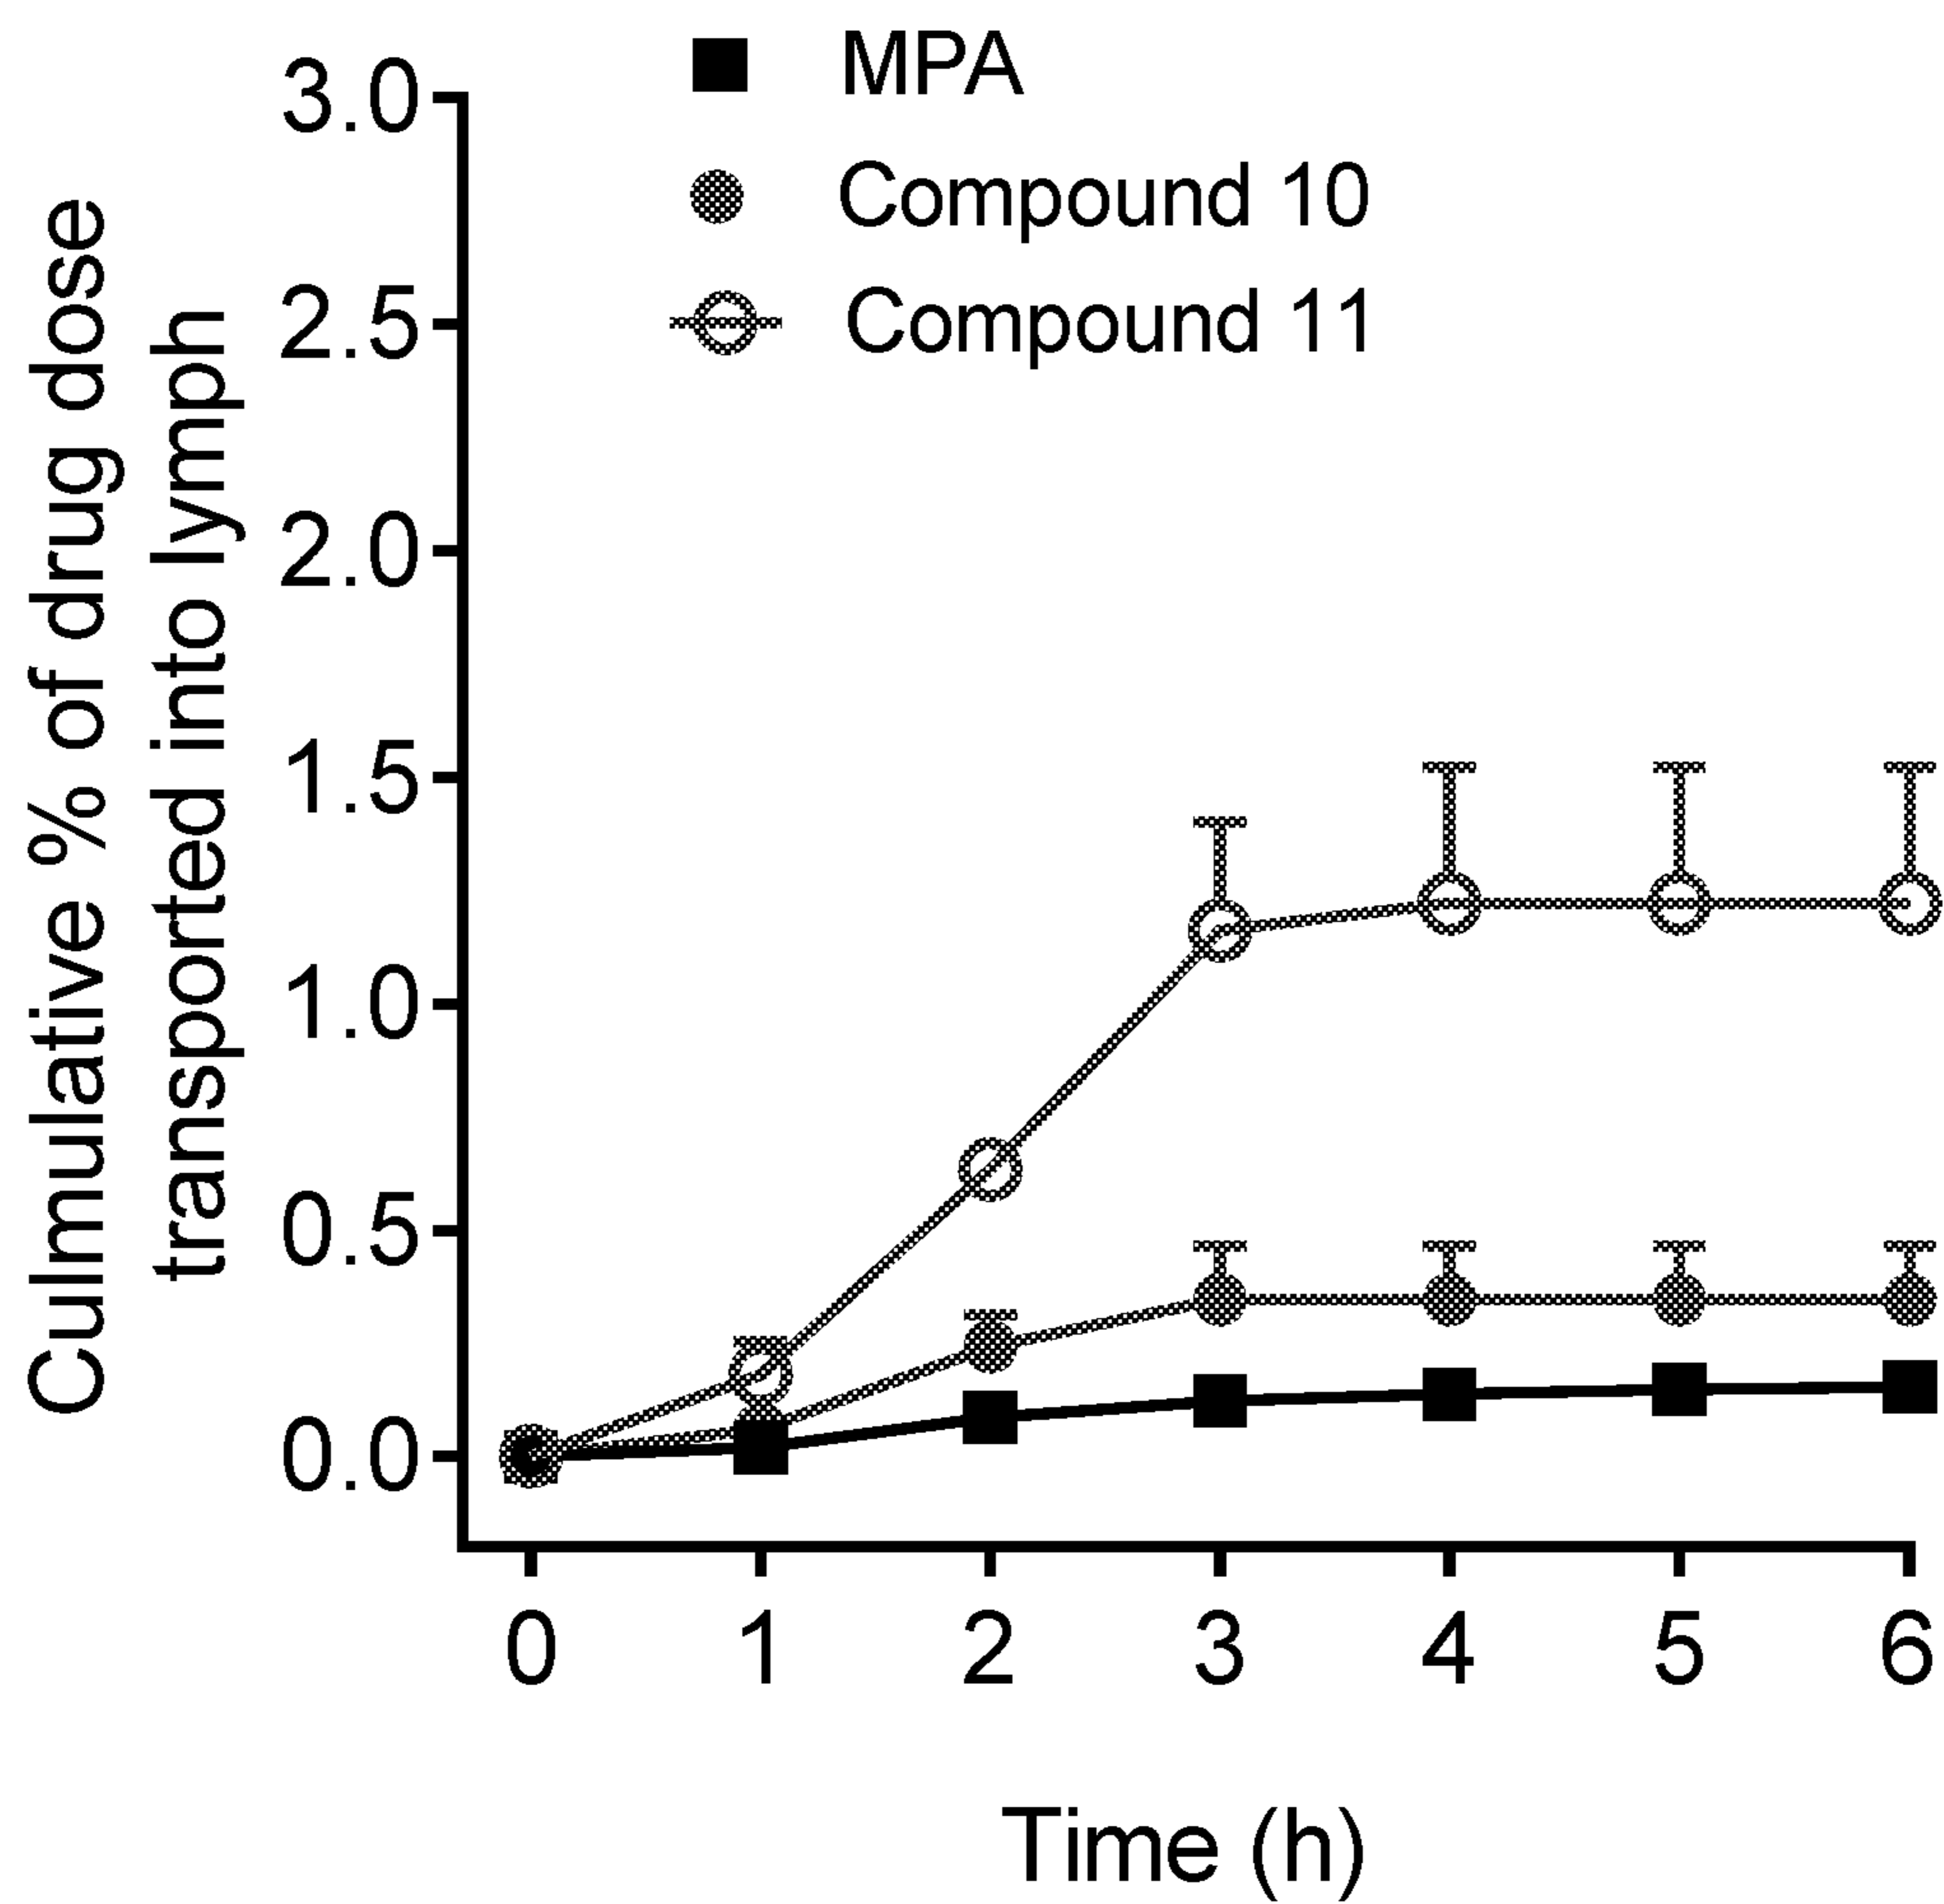 MPA
Compound 10
Compound 11
Culmulative % of drug dose
transported into lymph
3.0
2.5
2.0
1.5
1.0
0.5
0.0
0 1 2 3 4 5 6
Time (h)